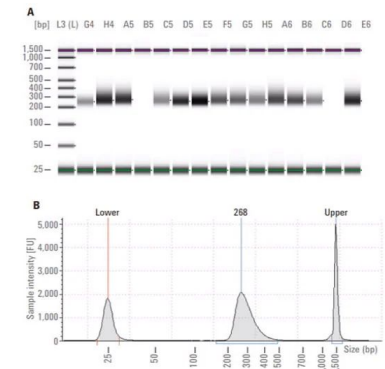 A
[bp] L3 (L) G4 H4 A5 B5 C5 D5 E5 F5 G5 H5 A6 B6 C6 D6 E6
1,500
1,000
700
500
400
300
200
100
50
25
B
Lower 268 Upper
Sample intensity [FU]
5,000
4,000
3,000
2,000
1,000
0
25 50 100 200 300 400 500 700 ,000 ,500 Size (bp)